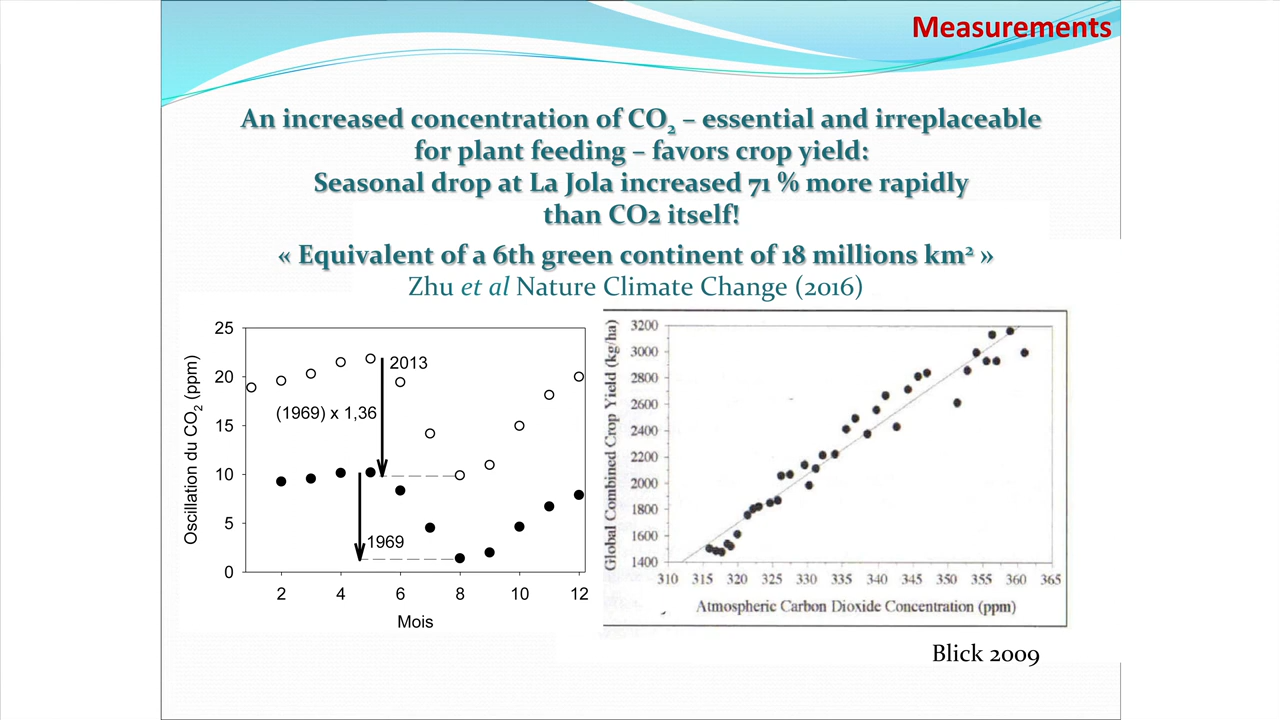 Measurements
An increased concentration of CO₂ – essential and irreplaceable
for plant feeding – favors crop yield:
Seasonal drop at La Jola increased 71 % more rapidly
than CO2 itself!
« Equivalent of a 6th green continent of 18 millions km² »
Zhu et al Nature Climate Change (2016)
Oscillation du CO₂ (ppm)
25
20
15
10
5
0
2013
(1969) x 1,36
1969
2 4 6 8 10 12
Mois
Global Combined Crop Yield (kg/ha)
3200
3000
2800
2600
2400
2200
2000
1800
1600
1400
310 315 320 325 330 335 340 345 350 355 360 365
Atmospheric Carbon Dioxide Concentration (ppm)
Blick 2009